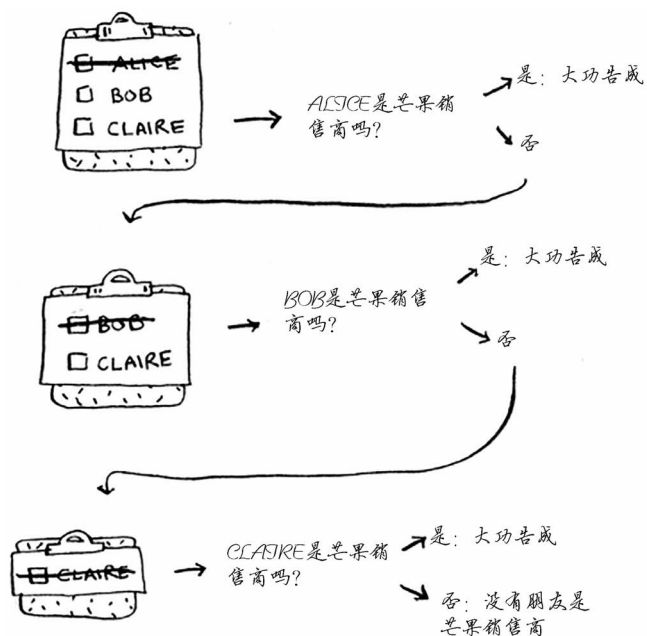 ALICE
BOB
CLAIRE
ALICE是芒果销
售商吗?
是：大功告成
否
BOB
CLAIRE
BOB是芒果销售
商吗?
是：大功告成
否
CLAIRE
CLAIRE是芒果销
售商吗?
是：大功告成
否：没有朋友是
芒果销售商